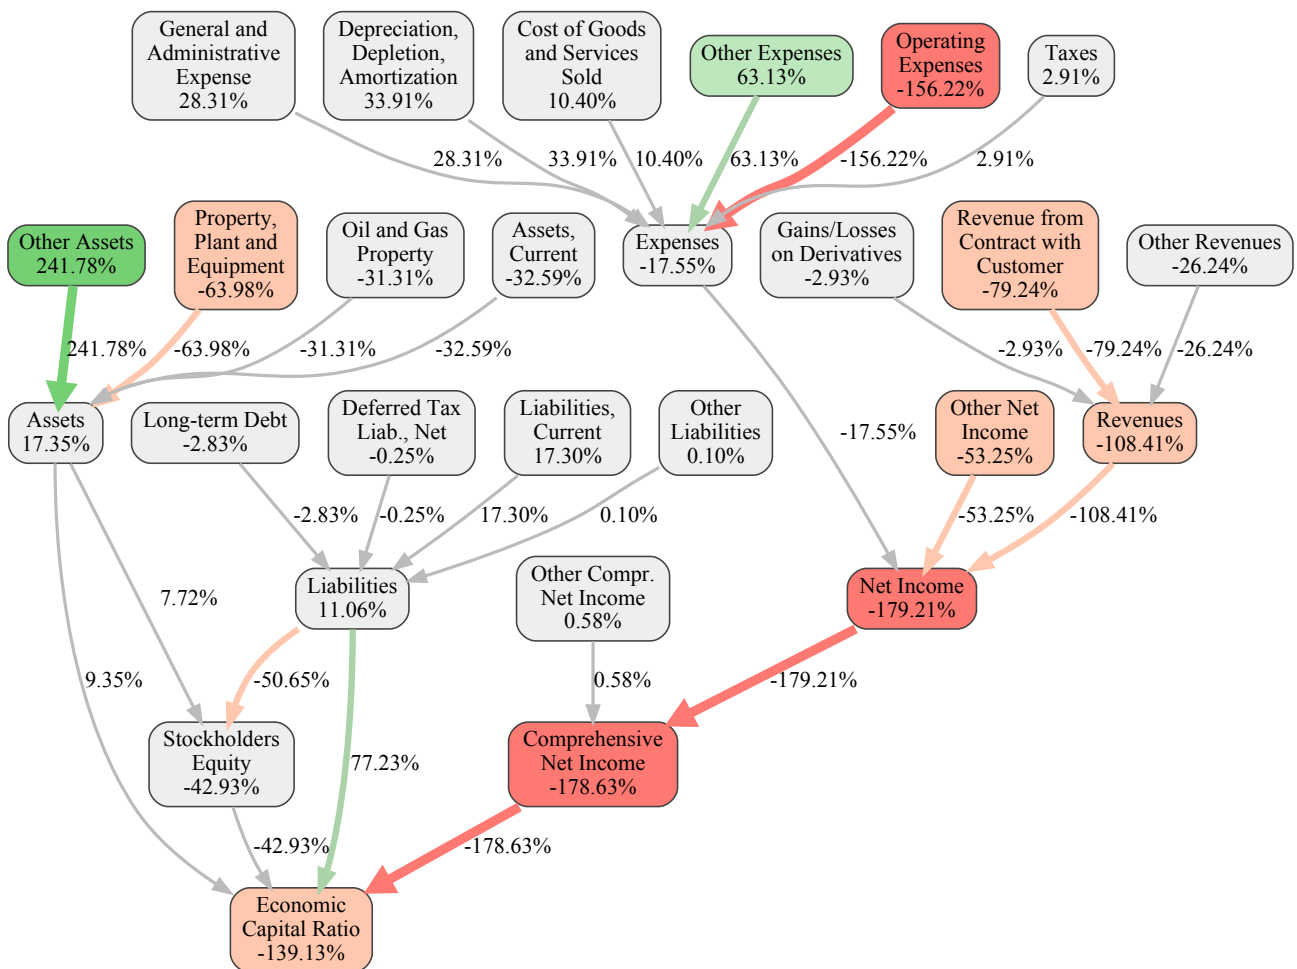 General and
Administrative
Expense
28.31%
Depreciation,
Depletion,
Amortization
33.91%
Cost of Goods
and Services
Sold
10.40%
Other Expenses
63.13%
Operating
Expenses
-156.22%
Taxes
2.91%
28.31%
33.91%
10.40%
63.13%
-156.22%
2.91%
Other Assets
241.78%
Property,
Plant and
Equipment
-63.98%
Oil and Gas
Property
-31.31%
Assets,
Current
-32.59%
Expenses
-17.55%
Gains/Losses
on Derivatives
-2.93%
Revenue from
Contract with
Customer
-79.24%
Other Revenues
-26.24%
241.78%
-63.98%
-31.31%
-32.59%
-2.93%
-79.24%
-26.24%
Assets
17.35%
Long-term Debt
-2.83%
Deferred Tax
Liab., Net
-0.25%
Liabilities,
Current
17.30%
Other
Liabilities
0.10%
-17.55%
Other Net
Income
-53.25%
Revenues
-108.41%
-2.83%
-0.25%
17.30%
0.10%
-53.25%
-108.41%
7.72%
Liabilities
11.06%
Other Compr.
Net Income
0.58%
Net Income
-179.21%
9.35%
-50.65%
0.58%
-179.21%
Stockholders
Equity
-42.93%
77.23%
Comprehensive
Net Income
-178.63%
-42.93%
-178.63%
Economic
Capital Ratio
-139.13%